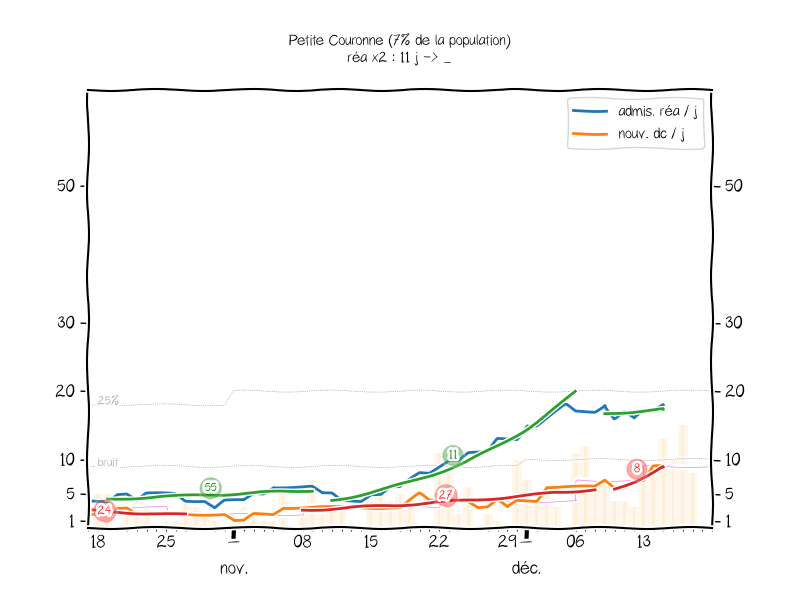 Petite Couronne (7% de la population)
réa x2 : 11 j -> _
admis. réa / j
nouv. dc / j
50 50
30 30
20 20
25%
10 10
bruit
5 5
1 1
55
24
11
27
8
18 25 08 15 22 29 06 13
nov. déc.